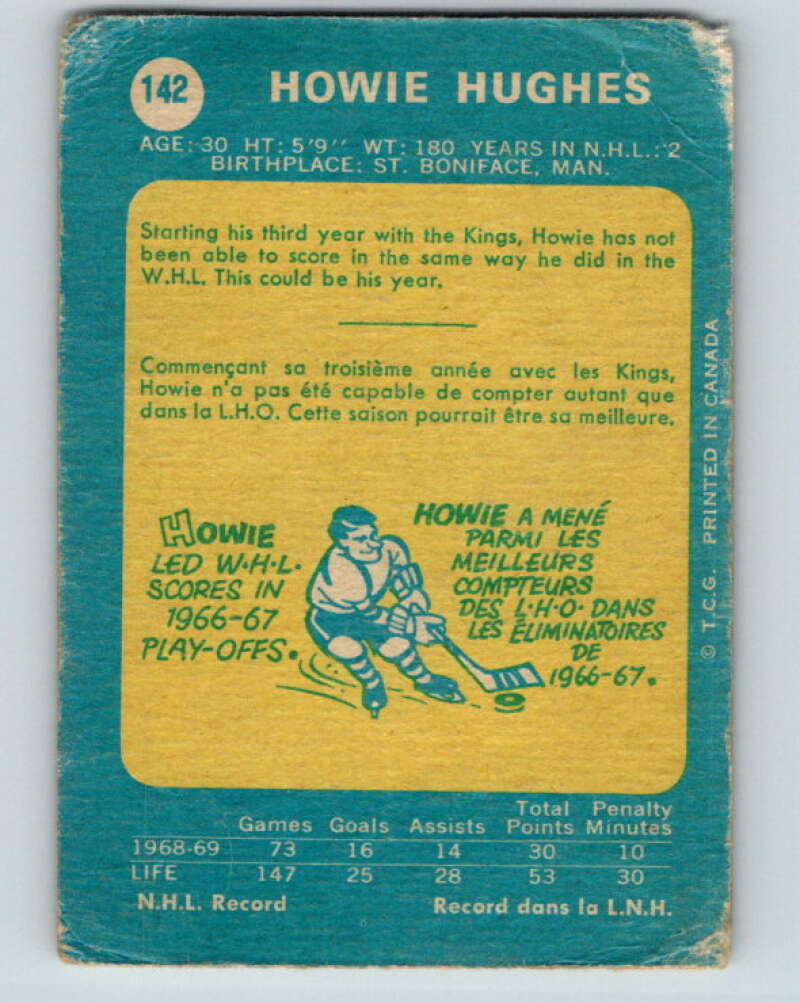 142
HOWIE HUGHES
AGE: 30 HT: 5'9" WT: 180 YEARS IN N.H.L.: 2
BIRTHPLACE: ST. BONIFACE, MAN.
Starting his third year with the Kings, Howie has not
been able to score in the same way he did in the
W.H.L. This could be his year.
Commençant sa troisième année avec les Kings,
Howie n'a pas été capable de compter autant que
dans la L.H.O. Cette saison pourrait être sa meilleure.
HOWIE
LED W.H.L.
SCORES IN
1966-67
PLAY-OFFS.
HOWIE A MENÉ
PARMI LES
MEILLEURS
COMPTEURS
DES L.H.O. DANS
LES ÉLIMINATOIRES
DE
1966-67.
© T.C.G. PRINTED IN CANADA
Total Penalty
Games Goals Assists Points Minutes
1968-69 73 16 14 30 10
LIFE 147 25 28 53 30
N.H.L. Record Record dans la L.N.H.